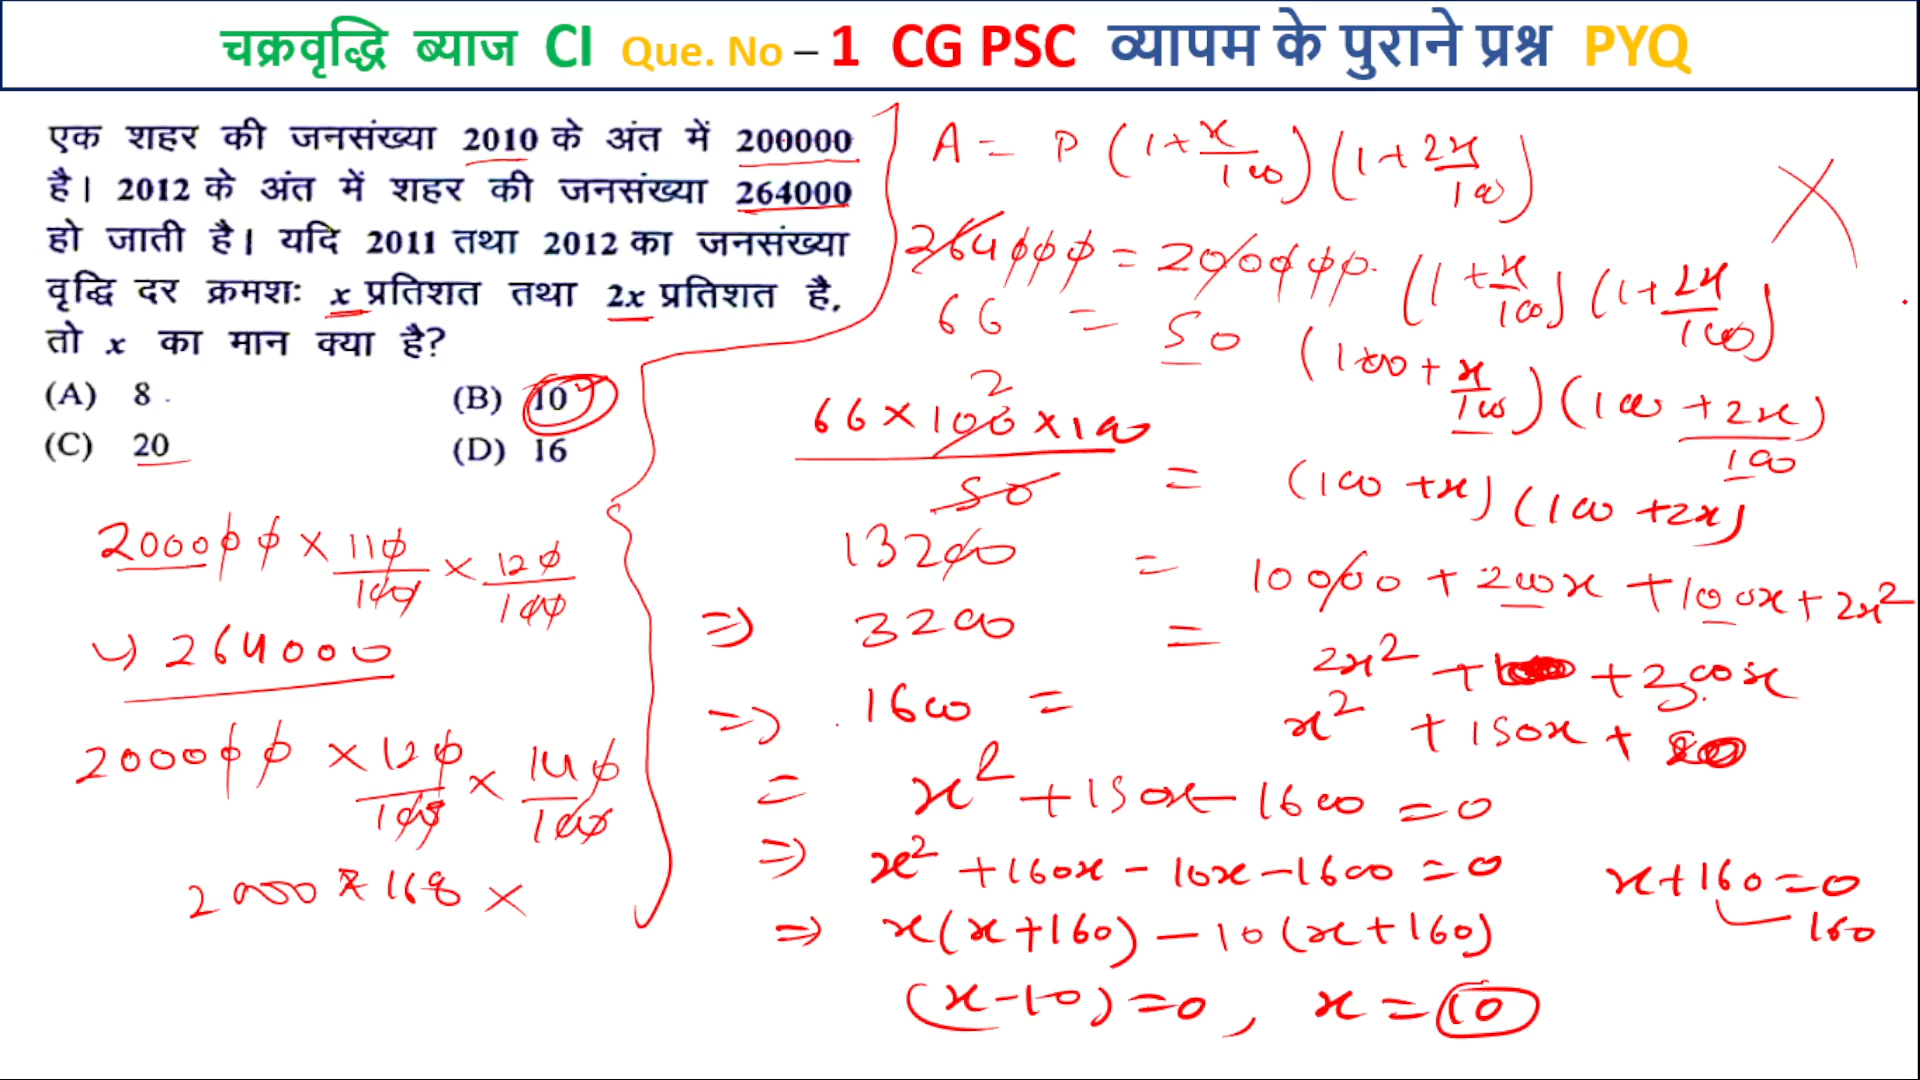 चक्रवृद्धि ब्याज CI Que. No – 1 CG PSC व्यापम के पुराने प्रश्न PYQ
एक शहर की जनसंख्या 2010 के अंत में 200000
है। 2012 के अंत में शहर की जनसंख्या 264000
हो जाती है। यदि 2011 तथा 2012 का जनसंख्या
वृद्धि दर क्रमशः x प्रतिशत तथा 2x प्रतिशत है,
तो x का मान क्या है?
(A) 8 (B) 10
(C) 20 (D) 16
200000 × 110/100 × 120/100
264000
200000 × 120/100 × 140/100
2000 × 168 ×
A = P (1 + x/100) (1 + 2x/100)
264000 = 200000 (1 + x/100) (1 + 2x/100)
66 = 50 (100 + x/100) (100 + 2x/100)
2
66 × 100 × 100 / 50 = (100 + x) (100 + 2x)
13200 = 10000 + 200x + 100x + 2x²
⇒ 3200 = 2x² + + 300x
⇒ 1600 = x² + 150x +
= x² + 150x - 1600 = 0
⇒ x² + 160x - 10x - 1600 = 0
⇒ x(x + 160) - 10(x + 160)
(x - 10) = 0, x = 10
x + 160 = 0
160